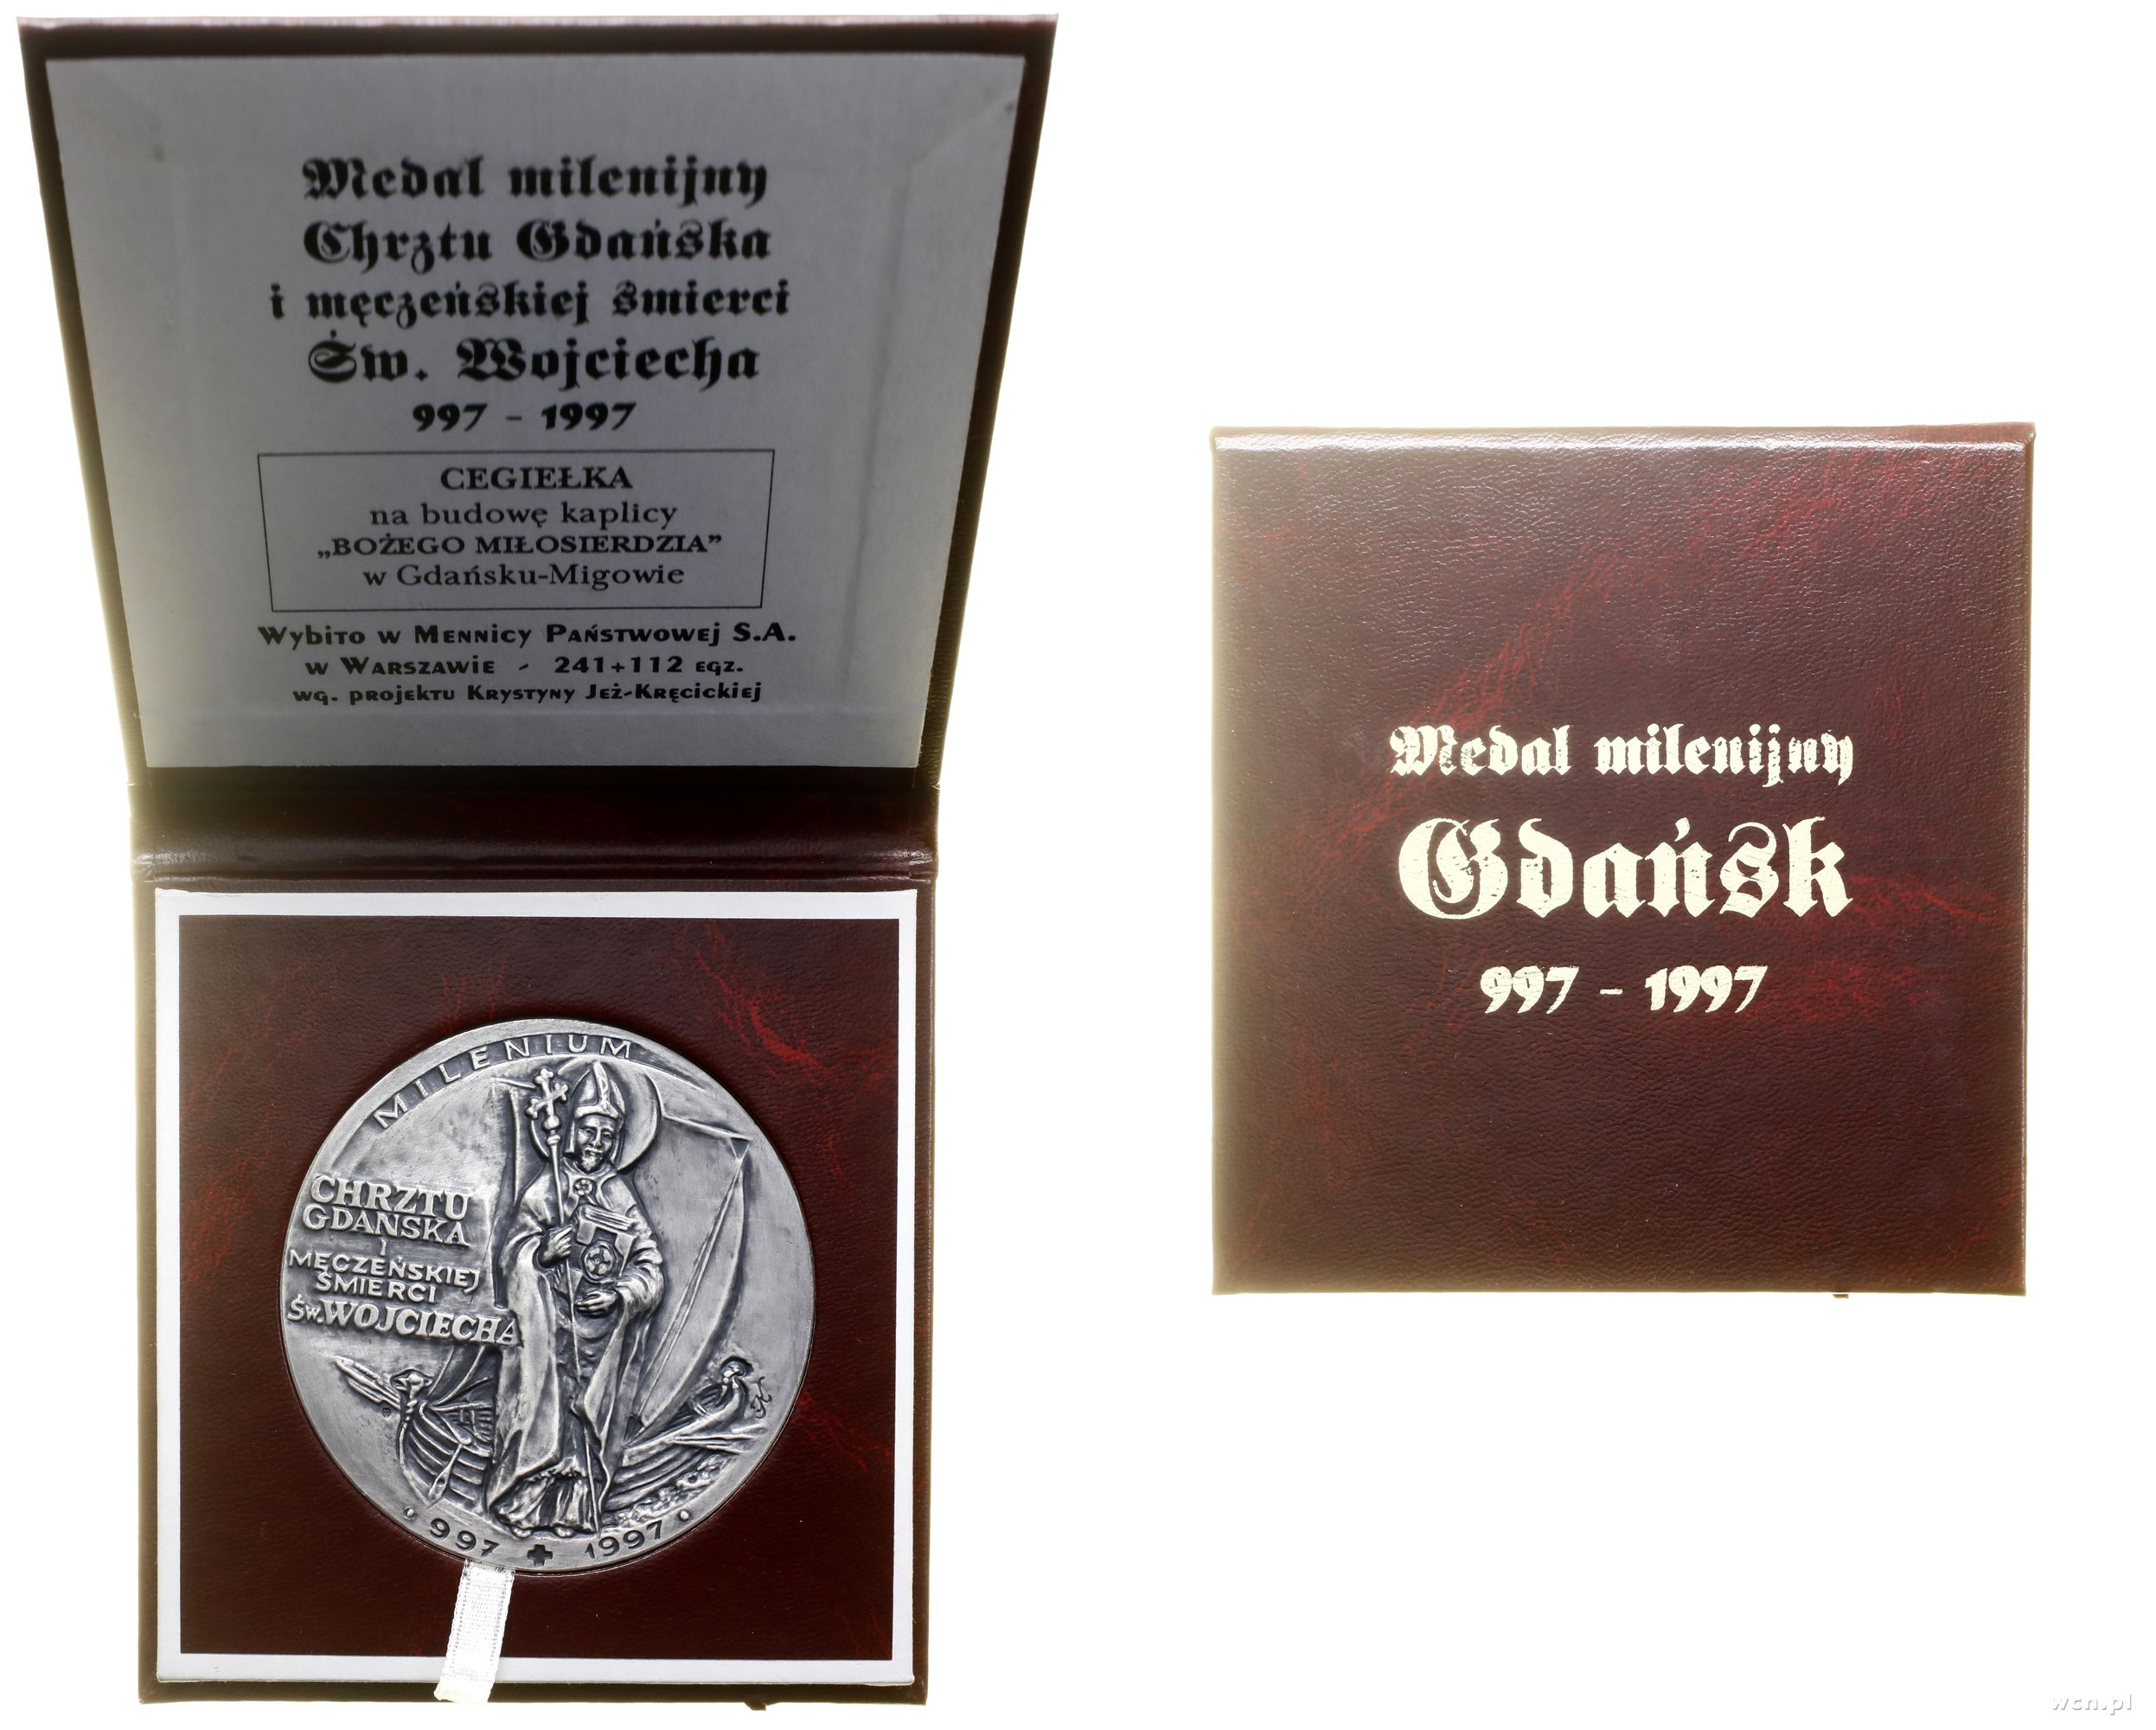 Medal milenijny
Chrztu Gdańska
i męczeńskiej śmierci
Św. Wojciecha
997 - 1997
CEGIEŁKA
na budowę kaplicy
„BOŻEGO MIŁOSIERDZIA”
w Gdańsku-Migowie
Wybito w Mennicy Państwowej S.A.
w Warszawie - 241+112 egz.
wg. projektu Krystyny Jeż-Kręcickiej
MILENIUM
CHRZTU
GDAŃSKA
I
MĘCZEŃSKIEJ
ŚMIERCI
Św. WOJCIECHA
997 + 1997
Medal milenijny
Gdańsk
997 - 1997
wcn.pl